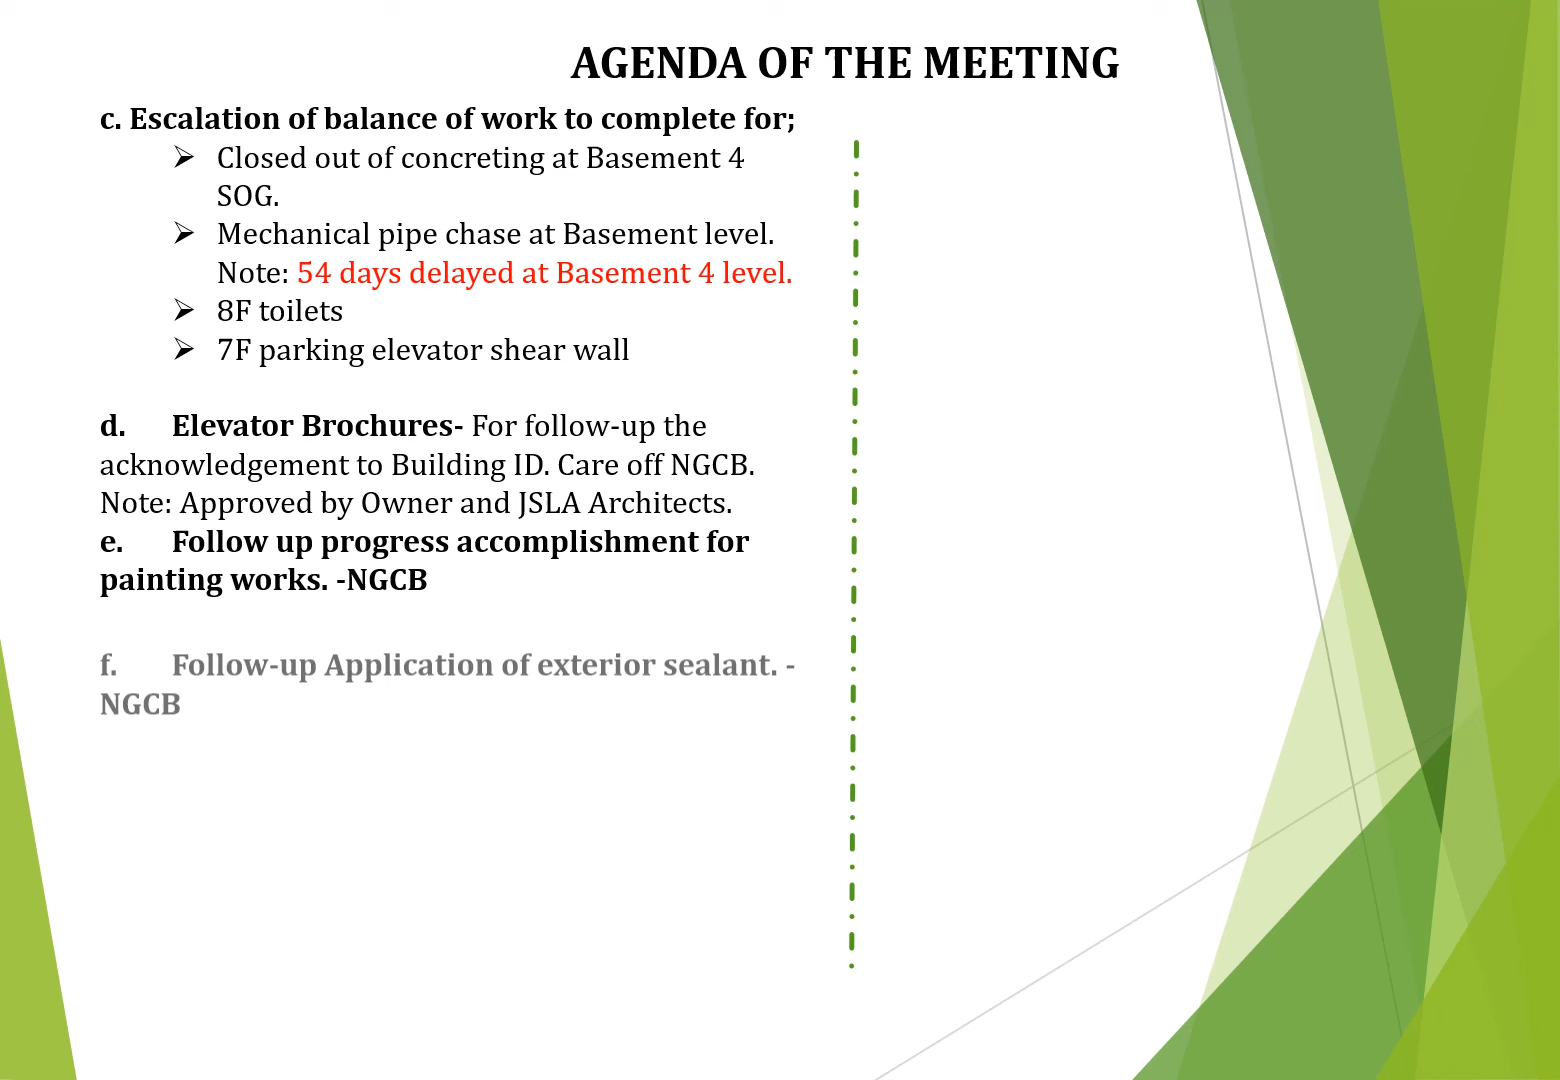 AGENDA OF THE MEETING
c. Escalation of balance of work to complete for;
➢ Closed out of concreting at Basement 4
SOG.
➢ Mechanical pipe chase at Basement level.
Note: 54 days delayed at Basement 4 level.
➢ 8F toilets
➢ 7F parking elevator shear wall
d. Elevator Brochures- For follow-up the
acknowledgement to Building ID. Care off NGCB.
Note: Approved by Owner and JSLA Architects.
e. Follow up progress accomplishment for
painting works. -NGCB
f. Follow-up Application of exterior sealant. -
NGCB